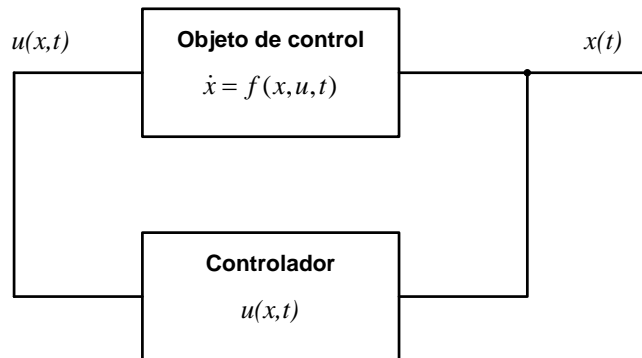 u(x,t)
Objeto de control
x(t)
ẋ = f (x,u,t)
Controlador
u(x,t)